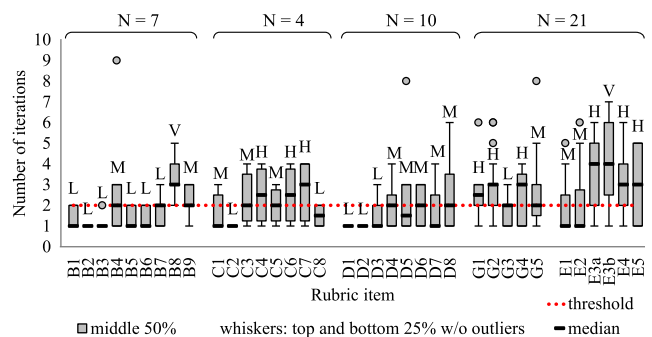 N = 7 N = 4 N = 10 N = 21
Number of iterations
10
9
8
7
6
5
4
3
2
1
0
L L L M L L L V M
M L M H M H H L
L L L M M M M M
H H L H M
M M H V H H
B1 B2 B3 B4 B5 B6 B7 B8 B9 C1 C2 C3 C4 C5 C6 C7 C8 D1 D2 D3 D4 D5 D6 D7 D8 G1 G2 G3 G4 G5 E1 E2 E3a E3b E4 E5
Rubric item
threshold
middle 50% whiskers: top and bottom 25% w/o outliers median